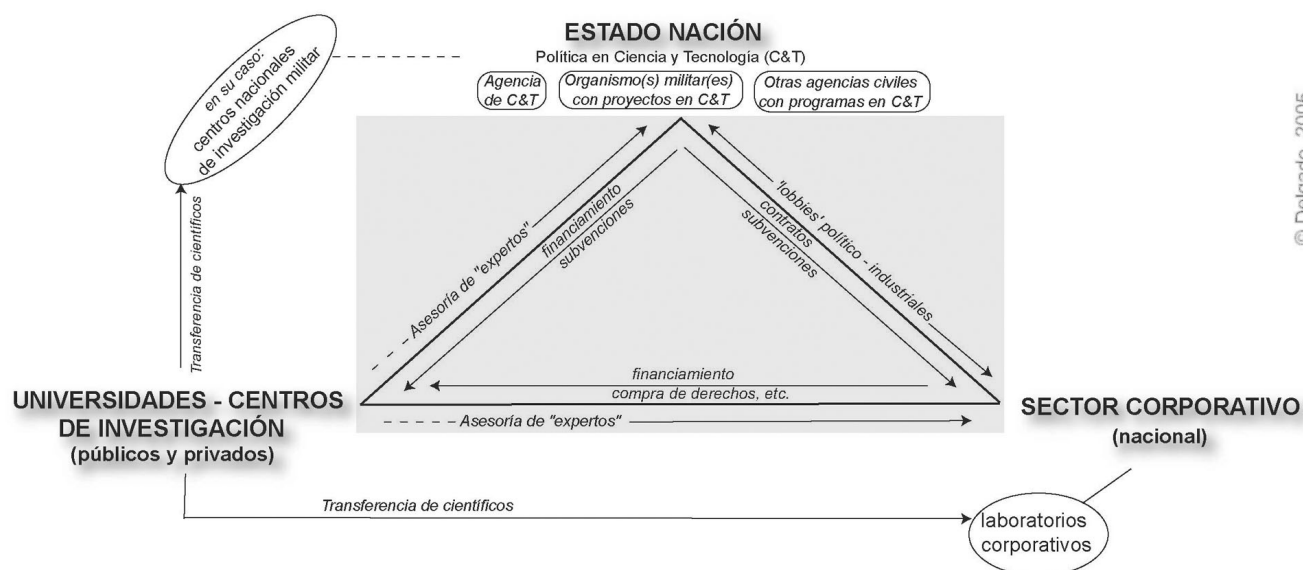 ESTADO NACIÓN
Política en Ciencia y Tecnología (C&T)
Agencia
de C&T
Organismo(s) militar(es)
con proyectos en C&T
Otras agencias civiles
con programas en C&T
en su caso:
centros nacionales
de investigación militar
© Delgado, 2005
Transferencia de científicos
Asesoría de "expertos"
financiamiento
subvenciones
'lobbies' político - industriales
contratos
subvenciones
financiamiento
compra de derechos, etc.
Asesoría de "expertos"
UNIVERSIDADES - CENTROS
DE INVESTIGACIÓN
(públicos y privados)
SECTOR CORPORATIVO
(nacional)
Transferencia de científicos
laboratorios
corporativos